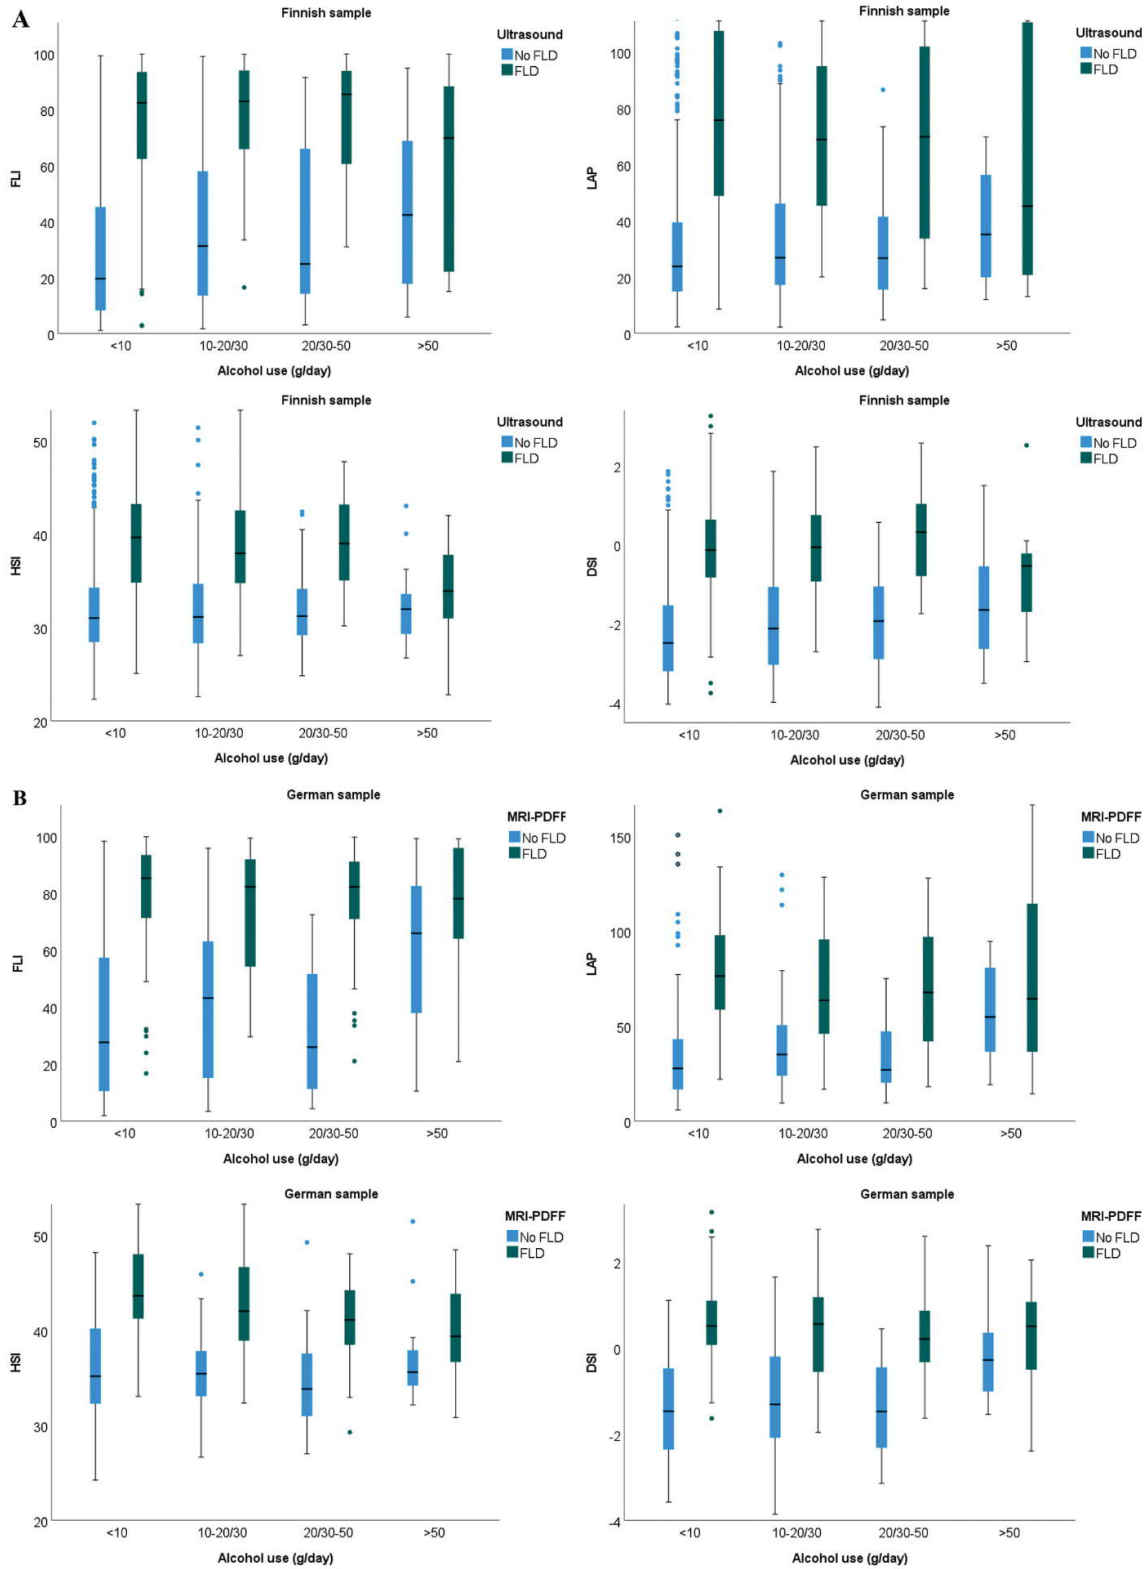 A
Finnish sample
Ultrasound
No FLD
FLD
100
80
60
40
20
0
FLI
<10
10-20/30
20/30-50
>50
Alcohol use (g/day)
Finnish sample
Ultrasound
No FLD
FLD
100
80
60
40
20
0
LAP
<10
10-20/30
20/30-50
>50
Alcohol use (g/day)
Finnish sample
Ultrasound
No FLD
FLD
50
40
30
20
HSI
<10
10-20/30
20/30-50
>50
Alcohol use (g/day)
Finnish sample
Ultrasound
No FLD
FLD
2
0
-2
-4
DSI
<10
10-20/30
20/30-50
>50
Alcohol use (g/day)
B
German sample
MRI-PDFF
No FLD
FLD
100
80
60
40
20
0
FLI
<10
10-20/30
20/30-50
>50
Alcohol use (g/day)
German sample
MRI-PDFF
No FLD
FLD
150
100
50
0
LAP
<10
10-20/30
20/30-50
>50
Alcohol use (g/day)
German sample
MRI-PDFF
No FLD
FLD
50
40
30
20
HSI
<10
10-20/30
20/30-50
>50
Alcohol use (g/day)
German sample
MRI-PDFF
No FLD
FLD
2
0
-2
-4
DSI
<10
10-20/30
20/30-50
>50
Alcohol use (g/day)